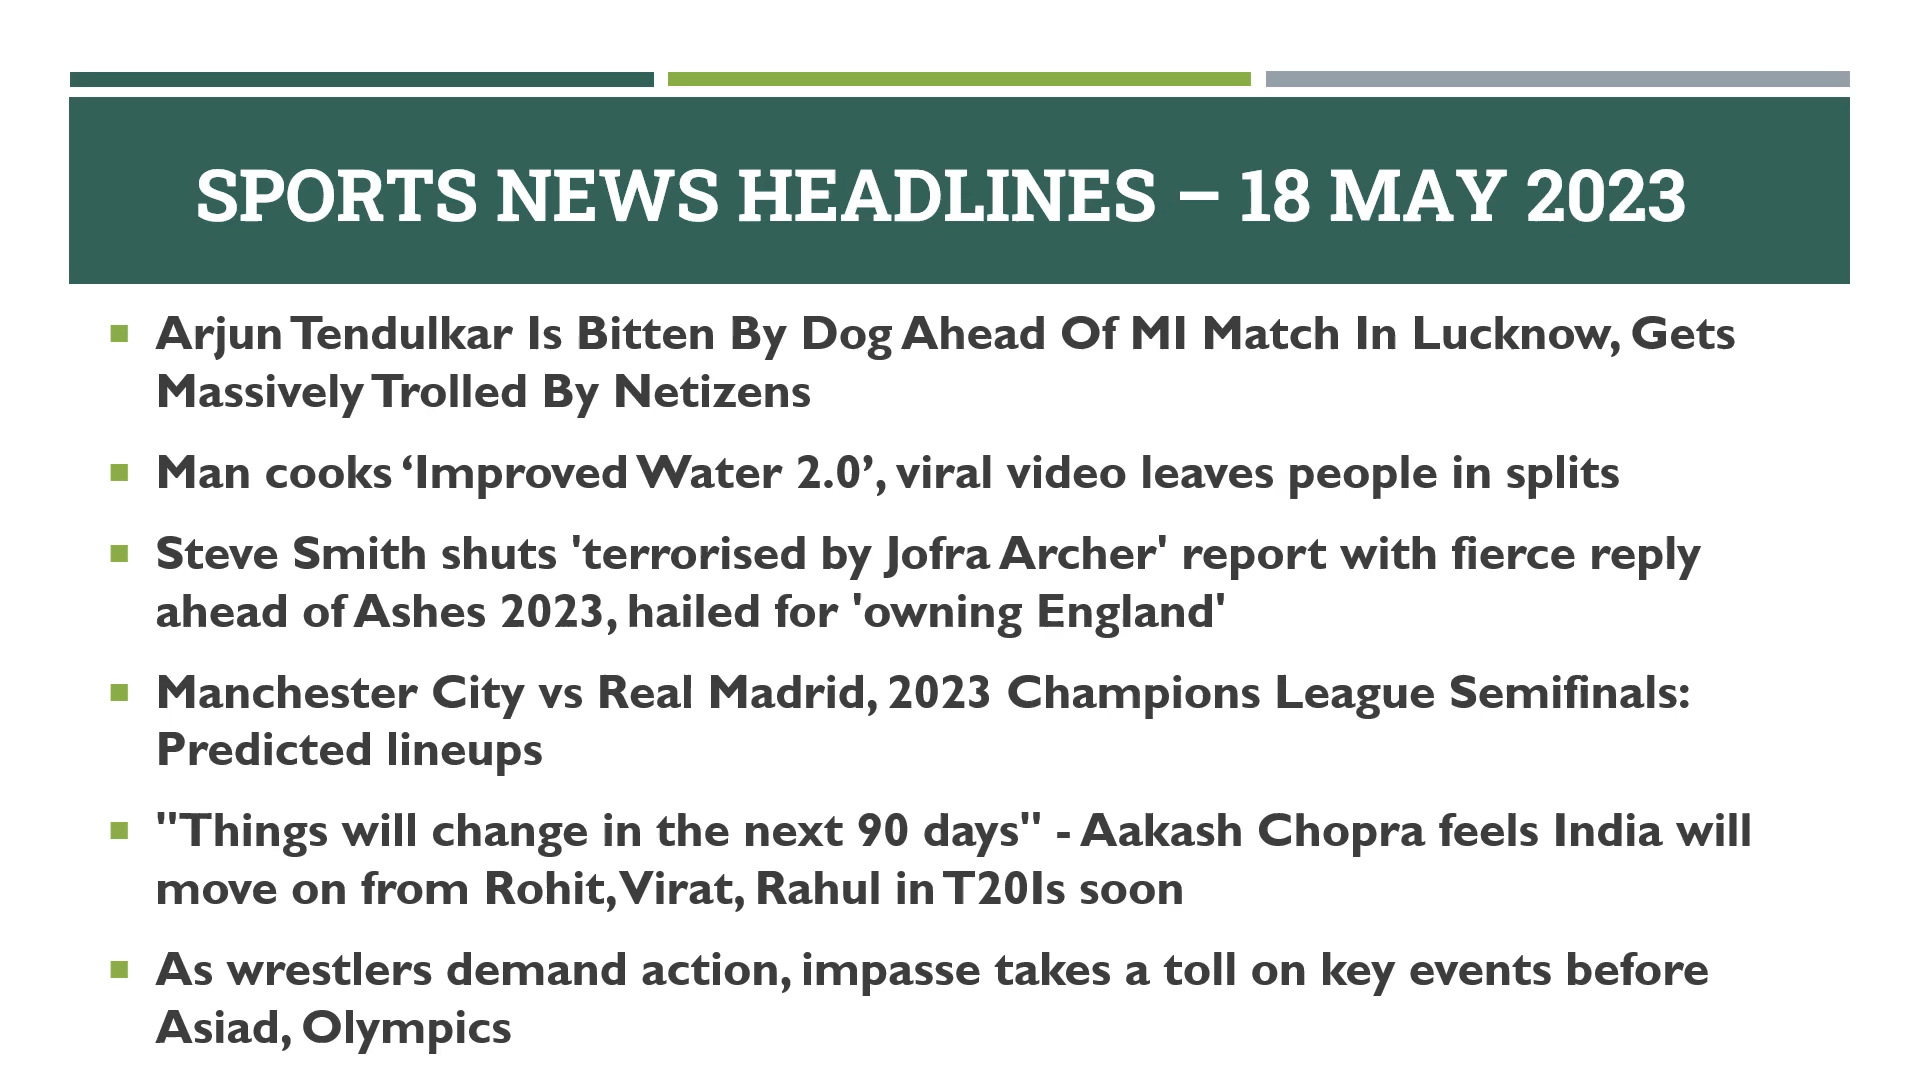 SPORTS NEWS HEADLINES – 18 MAY 2023
Arjun Tendulkar Is Bitten By Dog Ahead Of MI Match In Lucknow, Gets
Massively Trolled By Netizens
Man cooks ‘Improved Water 2.0’, viral video leaves people in splits
Steve Smith shuts 'terrorised by Jofra Archer' report with fierce reply
ahead of Ashes 2023, hailed for 'owning England'
Manchester City vs Real Madrid, 2023 Champions League Semifinals:
Predicted lineups
"Things will change in the next 90 days" - Aakash Chopra feels India will
move on from Rohit, Virat, Rahul in T20Is soon
As wrestlers demand action, impasse takes a toll on key events before
Asiad, Olympics